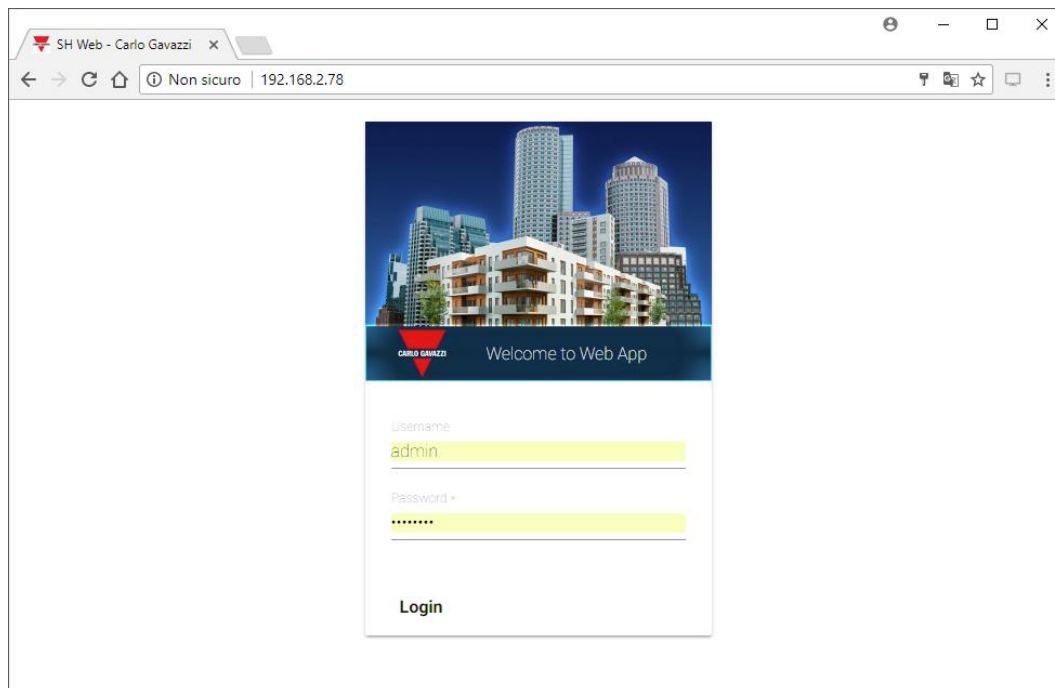 SH Web - Carlo Gavazzi
Non sicuro | 192.168.2.78
CARLO GAVAZZI
Welcome to Web App
Username
admin
Password *
••••••••
Login